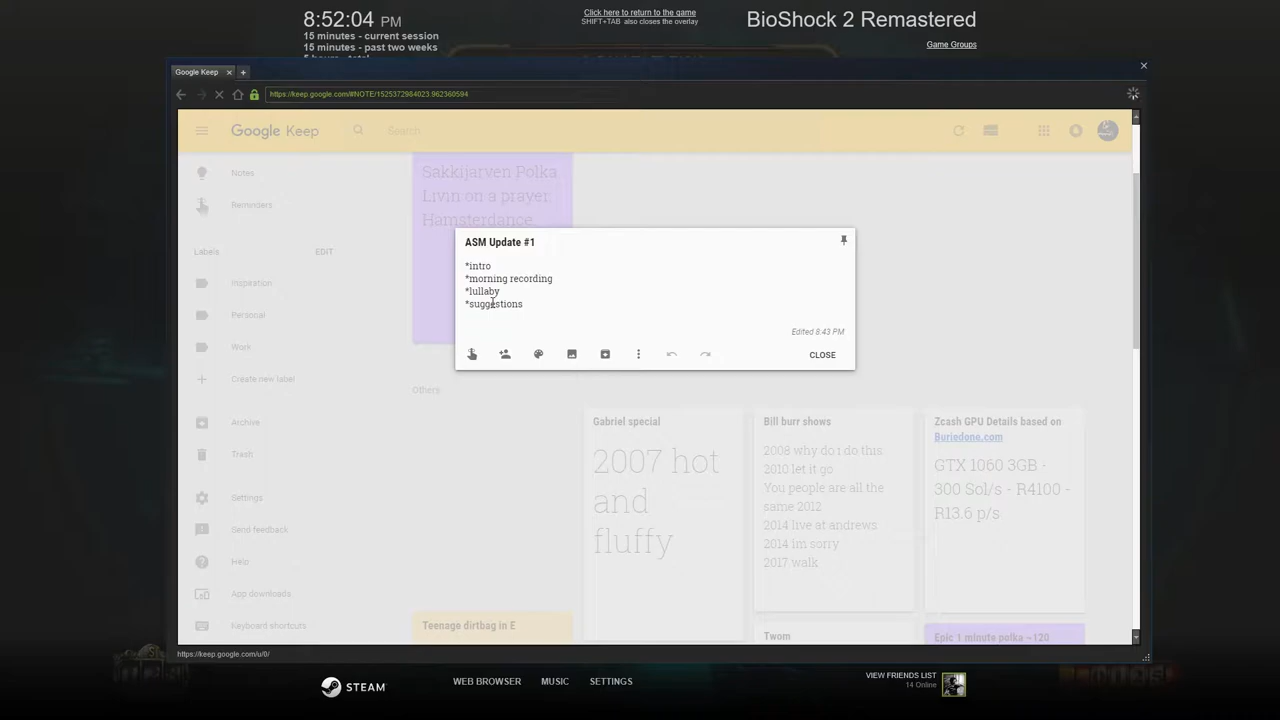 8:52:04 PM
15 minutes - current session
15 minutes - past two weeks
Click here to return to the game
SHIFT+TAB also closes the overlay
BioShock 2 Remastered
Game Groups
Google Keep
https://keep.google.com/#NOTE/1525372984023.962360594
Google Keep
Search
Notes
Reminders
Labels
EDIT
Inspiration
Personal
Work
Create new label
Archive
Trash
Settings
Send feedback
Help
App downloads
Keyboard shortcuts
Sakkijarven Polka
Livin on a prayer.
Hamsterdance
ASM Update #1
*intro
*morning recording
*lullaby
*suggestions
Edited 8:43 PM
CLOSE
Others
Gabriel special
2007 hot
and
fluffy
Bill burr shows
2008 why do i do this
2010 let it go
You people are all the
same 2012
2014 live at andrews
2014 im sorry
2017 walk
Zcash GPU Details based on
Buriedone.com
GTX 1060 3GB -
300 Sol/s - R4100 -
R13.6 p/s
Teenage dirtbag in E
Twom
Epic 1 minute polka ~120
https://keep.google.com/u/0/
STEAM
WEB BROWSER
MUSIC
SETTINGS
VIEW FRIENDS LIST
14 Online